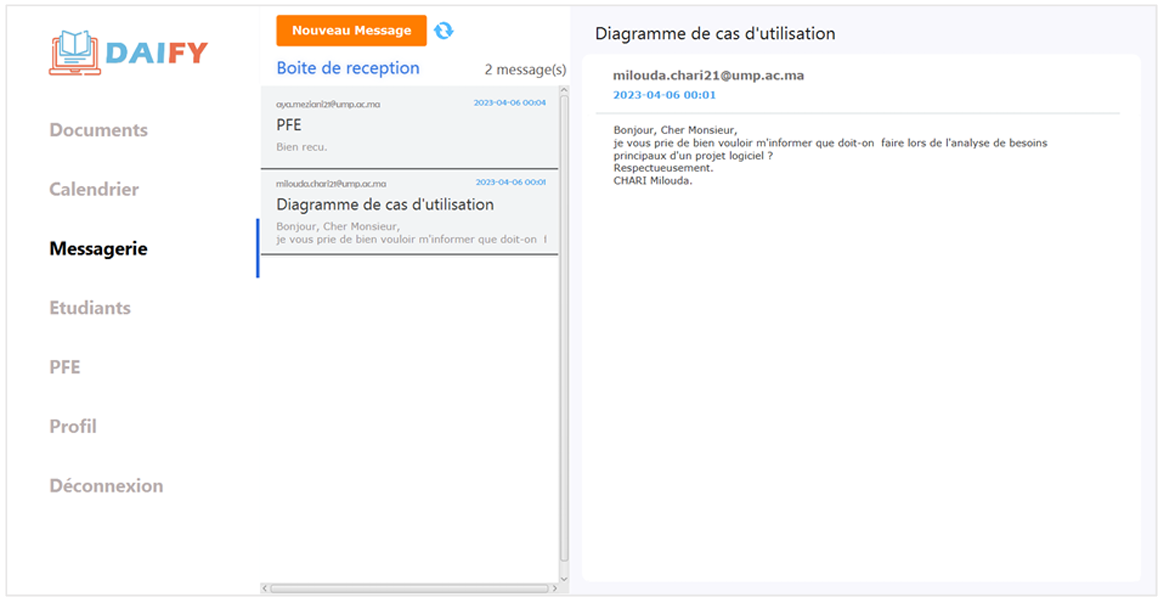 DAIFY
Documents
Calendrier
Messagerie
Etudiants
PFE
Profil
Déconnexion
Nouveau Message
Boite de reception
2 message(s)
aya.mezlani21@ump.ac.ma
2023-04-06 00:04
PFE
Bien recu.
milouda.chari21@ump.ac.ma
2023-04-06 00:01
Diagramme de cas d'utilisation
Bonjour, Cher Monsieur,
je vous prie de bien vouloir m'informer que doit-on
Diagramme de cas d'utilisation
milouda.chari21@ump.ac.ma
2023-04-06 00:01
Bonjour, Cher Monsieur,
je vous prie de bien vouloir m'informer que doit-on  faire lors de l'analyse de besoins
principaux d'un projet logiciel ?
Respectueusement.
CHARI Milouda.